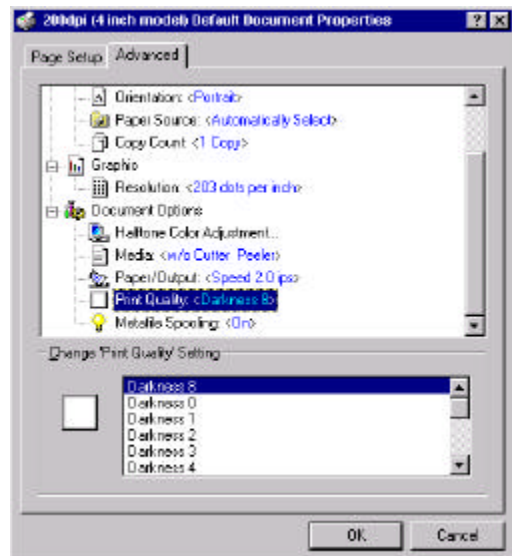 200dpi (4 inch model) Default Document Properties
Page Setup
Advanced
Orientation: <Portrait>
Paper Source: <Automatically Select>
Copy Count: <1 Copy>
Graphic
Resolution: <203 dots per inch>
Document Options
Halftone Color Adjustment...
Media: <w/o Cutter Peeler>
Paper/Output: <Speed 2.0 ips>
Print Quality: <Darkness 8>
Metafile Spooling: <On>
Change 'Print Quality' Setting
Darkness 8
Darkness 0
Darkness 1
Darkness 2
Darkness 3
Darkness 4
OK
Cancel